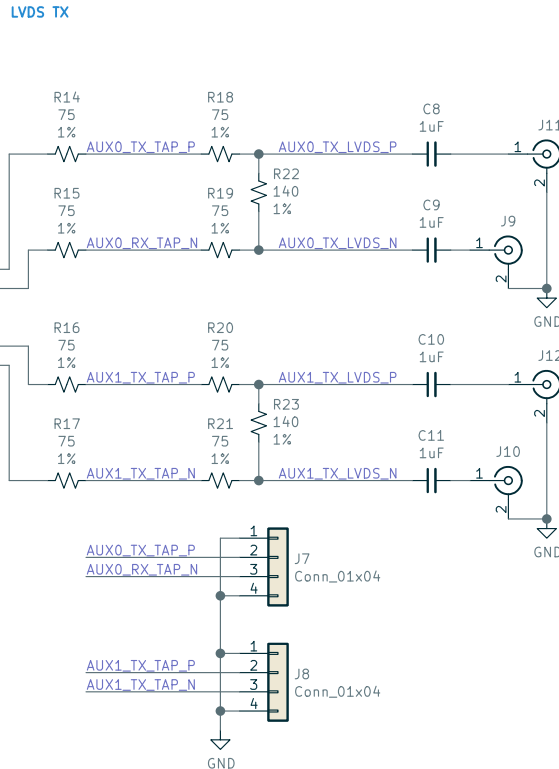 LVDS TX
R14
75
1%
AUX0_TX_TAP_P
R18
75
1%
AUX0_TX_LVDS_P
C8
1uF
1
J11
2
R22
140
1%
R15
75
1%
AUX0_RX_TAP_N
R19
75
1%
AUX0_TX_LVDS_N
C9
1uF
1
J9
2
GND
R16
75
1%
AUX1_TX_TAP_P
R20
75
1%
AUX1_TX_LVDS_P
C10
1uF
1
J12
2
R23
140
1%
R17
75
1%
AUX1_TX_TAP_N
R21
75
1%
AUX1_TX_LVDS_N
C11
1uF
1
J10
2
GND
1
AUX0_TX_TAP_P 2
AUX0_RX_TAP_N 3
4
J7
Conn_01x04
1
AUX1_TX_TAP_P 2
AUX1_TX_TAP_N 3
4
J8
Conn_01x04
GND